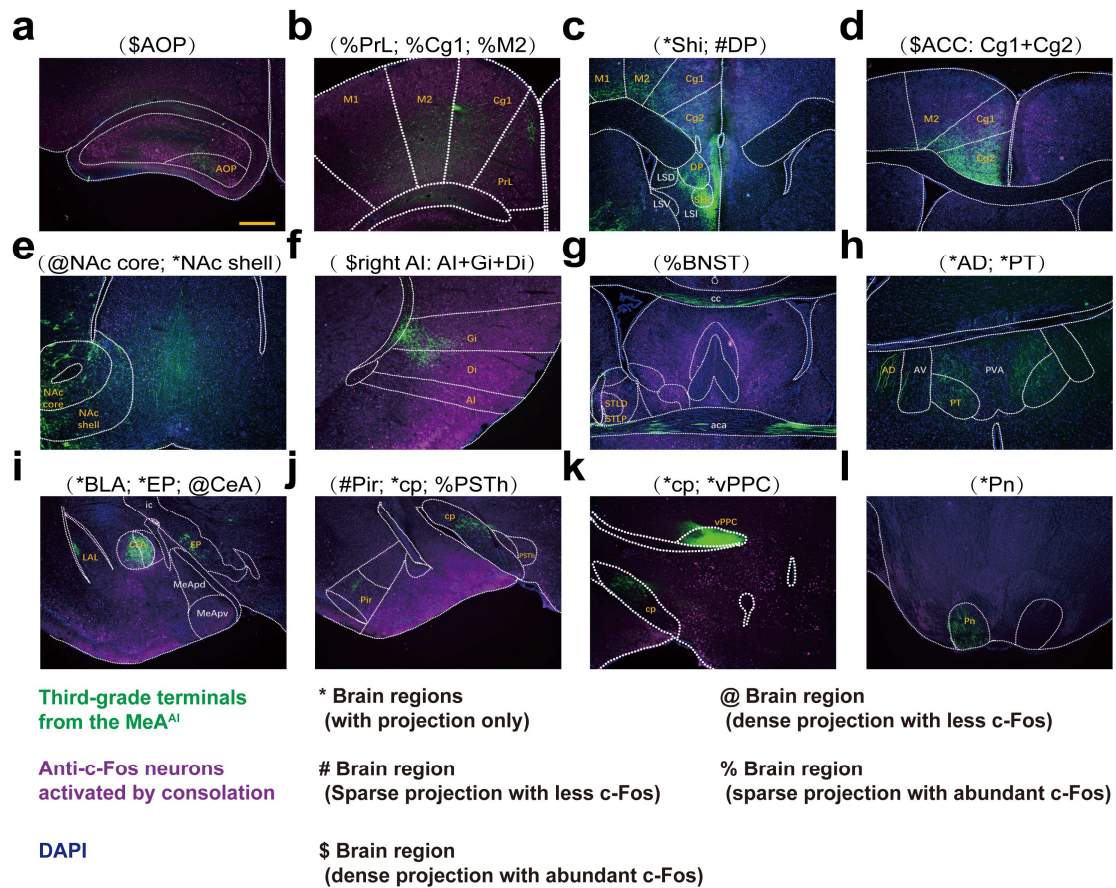 a
($AOP)
AOP
b
(%PrL; %Cg1; %M2)
M1
M2
Cg1
PrL
c
(*Shi; #DP)
M1
M2
Cg1
Cg2
DP
LSD
SHi
LSV
LSI
d
($ACC: Cg1+Cg2)
M2
Cg1
Cg2
e
(@NAc core; *NAc shell)
NAc
core
NAc
shell
f
( $right AI: AI+Gi+Di)
Gi
Di
AI
g
(%BNST)
cc
STLD
STLP
aca
h
(*AD; *PT)
AD
AV
PVA
PT
i
(*BLA; *EP; @CeA)
ic
LAL
CEA
EP
MeApd
MeApv
j
(#Pir; *cp; %PSTh)
cp
PSTh
Pir
k
(*cp; *vPPC)
vPPC
cp
l
(*Pn)
Pn
Third-grade terminals
from the MeAᴬᴵ
* Brain regions
(with projection only)
@ Brain region
(dense projection with less c-Fos)
Anti-c-Fos neurons
activated by consolation
# Brain region
(Sparse projection with less c-Fos)
% Brain region
(sparse projection with abundant c-Fos)
DAPI
$ Brain region
(dense projection with abundant c-Fos)